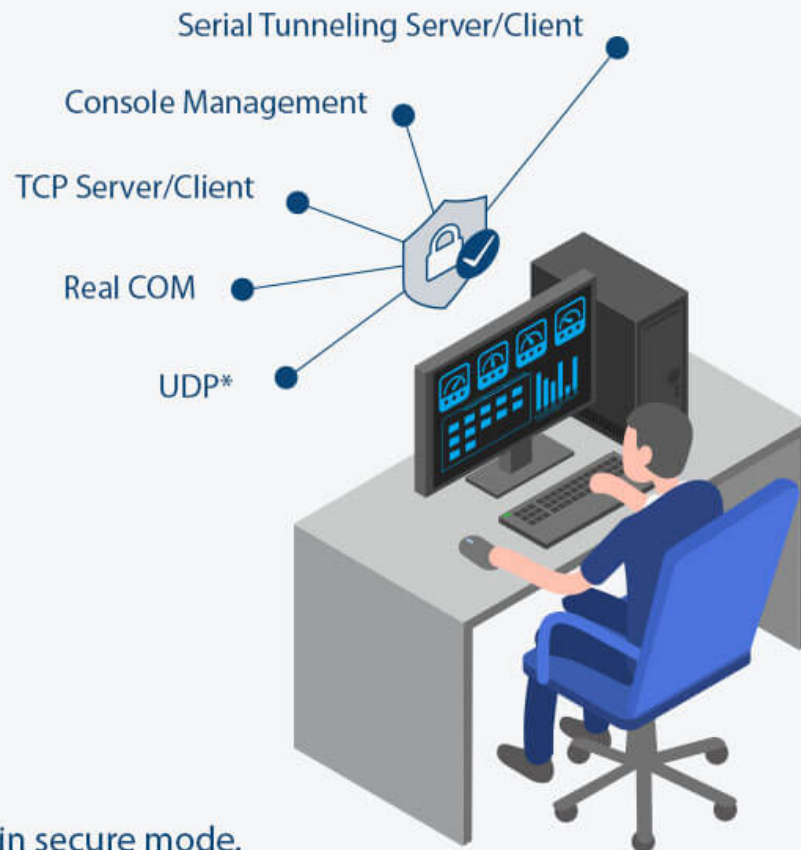 Serial Tunneling Server/Client
Console Management
TCP Server/Client
Real COM
UDP*
in secure mode.